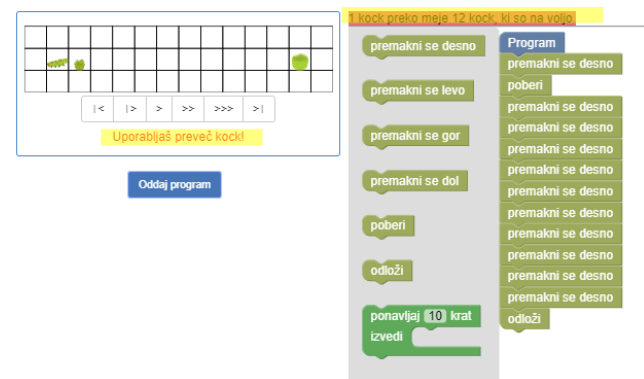 1 kock preko meje 12 kock, ki so na voljo
|< |> > >> >>> >|
Uporabljaš preveč kock!
Oddaj program
premakni se desno
premakni se levo
premakni se gor
premakni se dol
poberi
odloži
ponavljaj 10 krat
izvedi
Program
premakni se desno
poberi
premakni se desno
premakni se desno
premakni se desno
premakni se desno
premakni se desno
premakni se desno
premakni se desno
premakni se desno
premakni se desno
premakni se desno
odloži